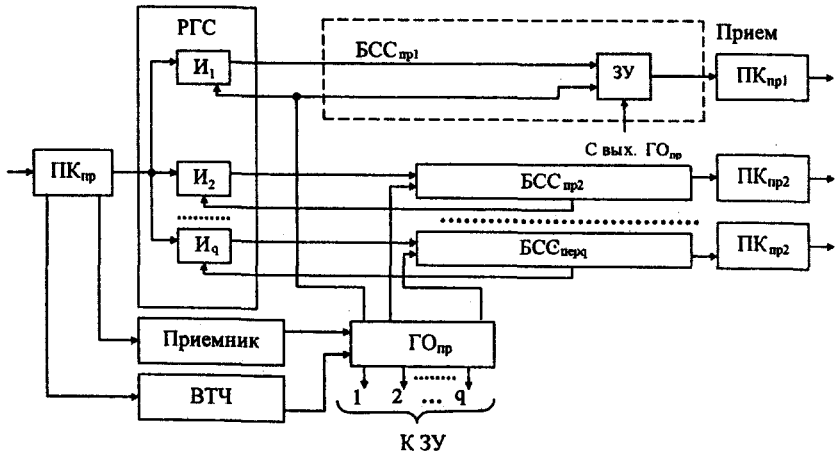 РГС
Прием
БССпр1
И1
ЗУ
ПКпр1
С вых. ГОпр
ПКпр
И2
БССпр2
ПКпр2
Иq
БССперq
ПКпр2
Приемник
ГОпр
ВТЧ
1 2 ... q
К ЗУ